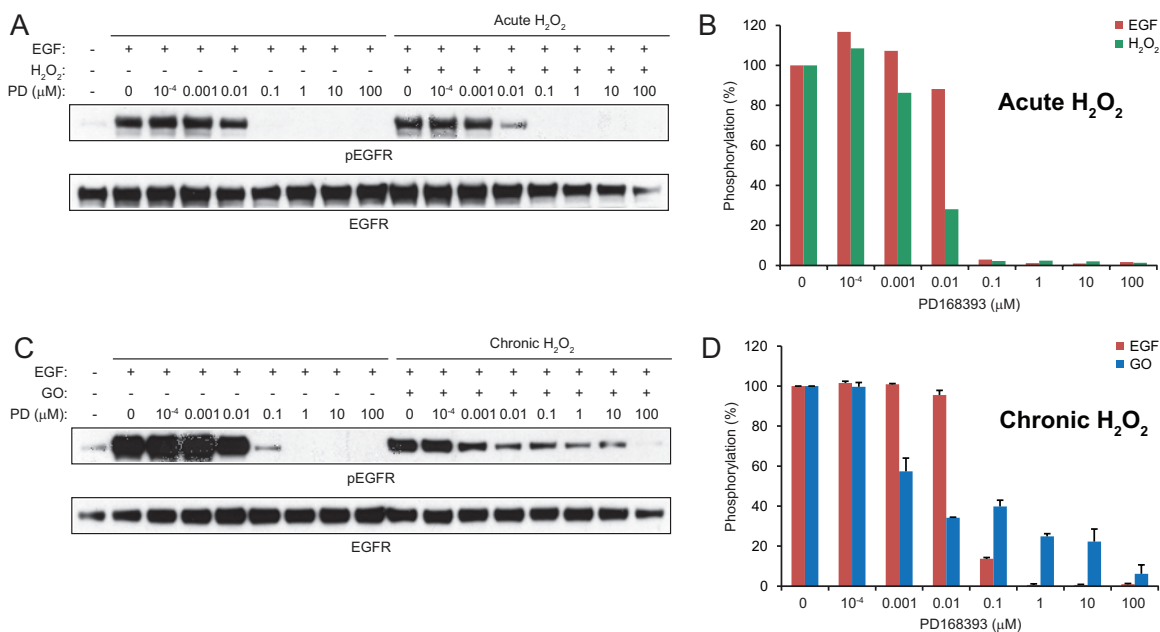 A
Acute H₂O₂
EGF: - + + + + + + + + + + + + + + + +
H₂O₂: - + + + + + + + +
PD (μM): - 0 10⁻⁴ 0.001 0.01 0.1 1 10 100 0 10⁻⁴ 0.001 0.01 0.1 1 10 100
pEGFR
EGFR
B
120
100
80
60
40
20
0
Phosphorylation (%)
EGF
H₂O₂
Acute H₂O₂
0 10⁻⁴ 0.001 0.01 0.1 1 10 100
PD168393 (μM)
C
Chronic H₂O₂
EGF: - + + + + + + + + + + + + + + + +
GO: - + + + + + + + +
PD (μM): - 0 10⁻⁴ 0.001 0.01 0.1 1 10 100 0 10⁻⁴ 0.001 0.01 0.1 1 10 100
pEGFR
EGFR
D
120
100
80
60
40
20
0
Phosphorylation (%)
EGF
GO
Chronic H₂O₂
0 10⁻⁴ 0.001 0.01 0.1 1 10 100
PD168393 (μM)